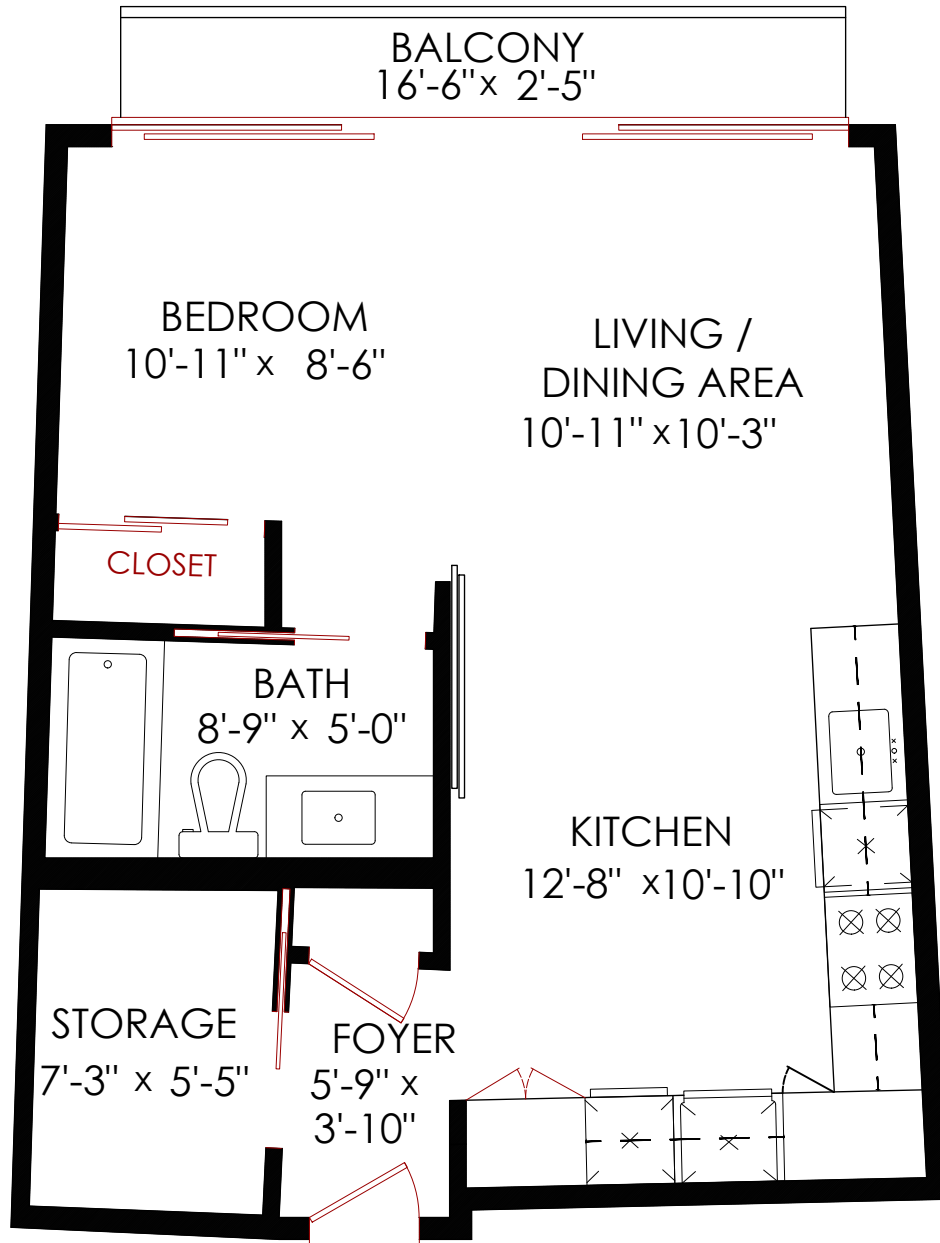 BALCONY
16'-6" x 2'-5"
BEDROOM
10'-11" x 8'-6"
LIVING /
DINING AREA
10'-11" x 10'-3"
CLOSET
BATH
8'-9" x 5'-0"
KITCHEN
12'-8" x 10'-10"
STORAGE
7'-3" x 5'-5"
FOYER
5'-9" x
3'-10"